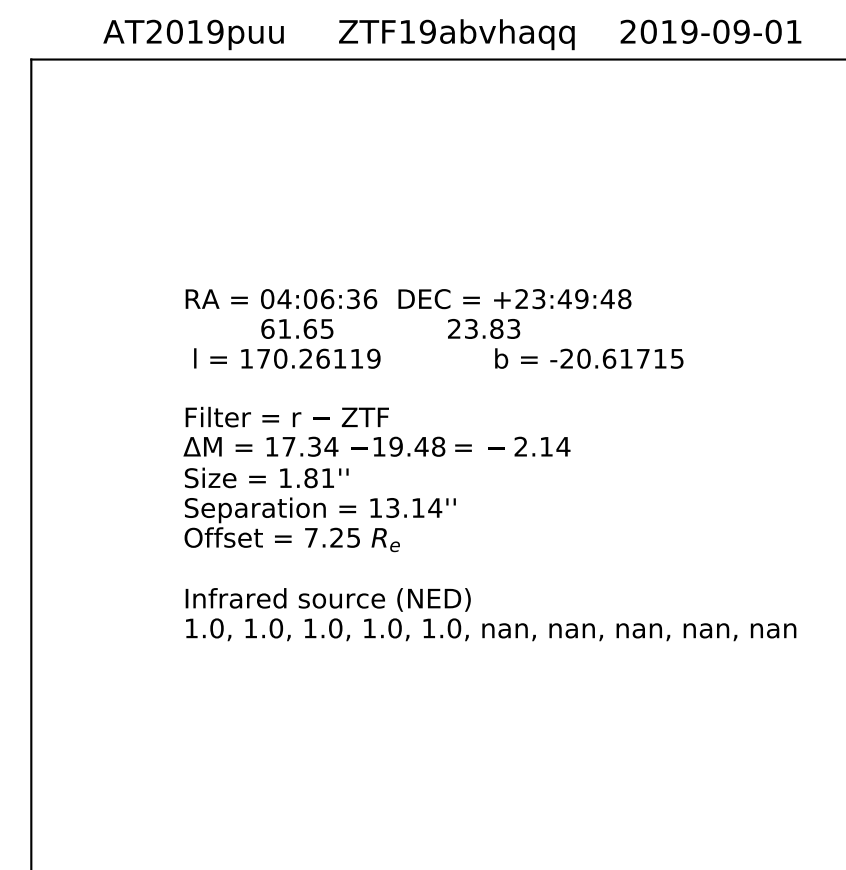 AT2019puu ZTF19abvhaqq 2019-09-01
RA = 04:06:36 DEC = +23:49:48
61.65 23.83
l = 170.26119 b = -20.61715
Filter = r − ZTF
ΔM = 17.34 −19.48 = − 2.14
Size = 1.81''
Separation = 13.14''
Offset = 7.25 Re
Infrared source (NED)
1.0, 1.0, 1.0, 1.0, 1.0, nan, nan, nan, nan, nan